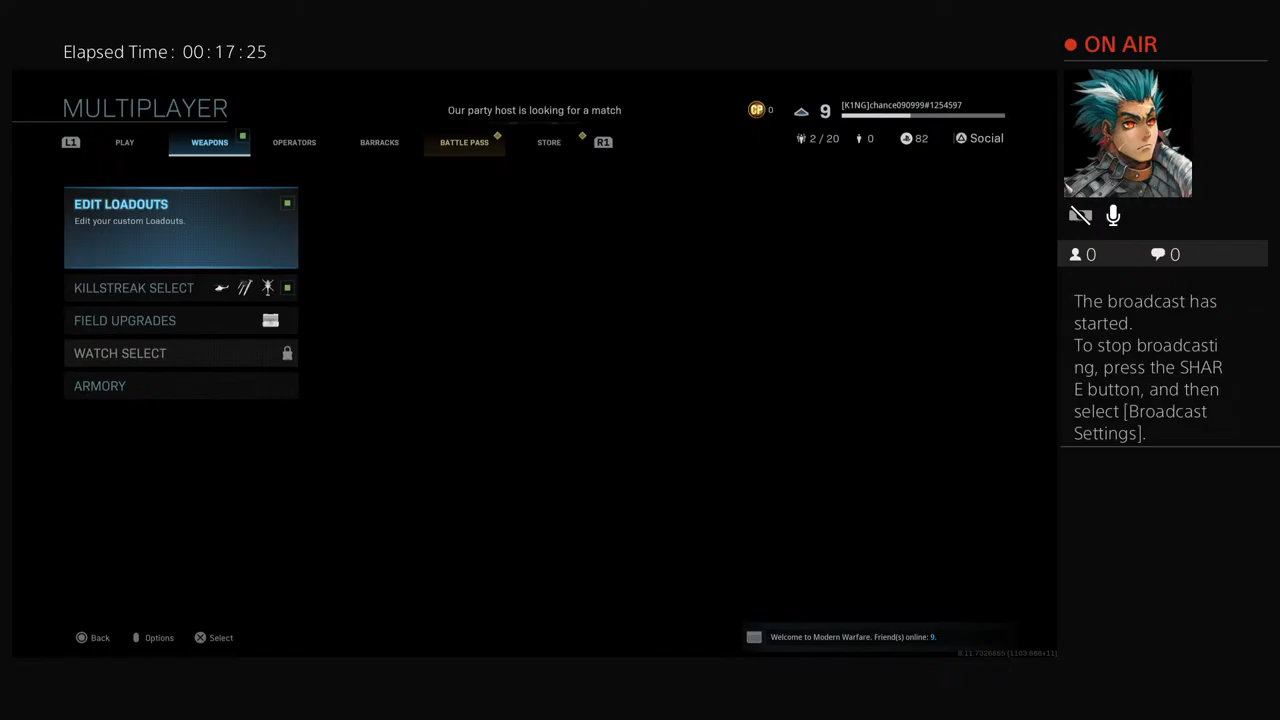 Elapsed Time: 00:17:25
ON AIR
MULTIPLAYER
Our party host is looking for a match
CP 0
9
[K1NG]chance090999#1254597
L1
PLAY
WEAPONS
OPERATORS
BARRACKS
BATTLE PASS
STORE
R1
2 / 20
0
82
Social
EDIT LOADOUTS
Edit your custom Loadouts.
KILLSTREAK SELECT
FIELD UPGRADES
WATCH SELECT
ARMORY
0
0
The broadcast has
started.
To stop broadcasti
ng, press the SHAR
E button, and then
select [Broadcast
Settings].
Back
Options
Select
Welcome to Modern Warfare. Friend(s) online: 9.